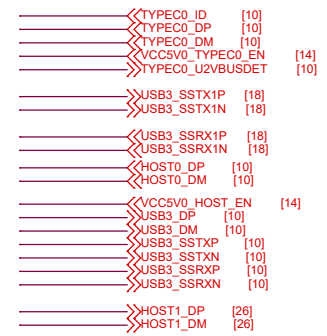 TYPEC0_ID [10]
TYPEC0_DP [10]
TYPEC0_DM [10]
VCC5V0_TYPEC0_EN [14]
TYPEC0_U2VBUSDET [10]
USB3_SSTX1P [18]
USB3_SSTX1N [18]
USB3_SSRX1P [18]
USB3_SSRX1N [18]
HOST0_DP [10]
HOST0_DM [10]
VCC5V0_HOST_EN [14]
USB3_DP [10]
USB3_DM [10]
USB3_SSTXP [10]
USB3_SSTXN [10]
USB3_SSRXP [10]
USB3_SSRXN [10]
HOST1_DP [26]
HOST1_DM [26]